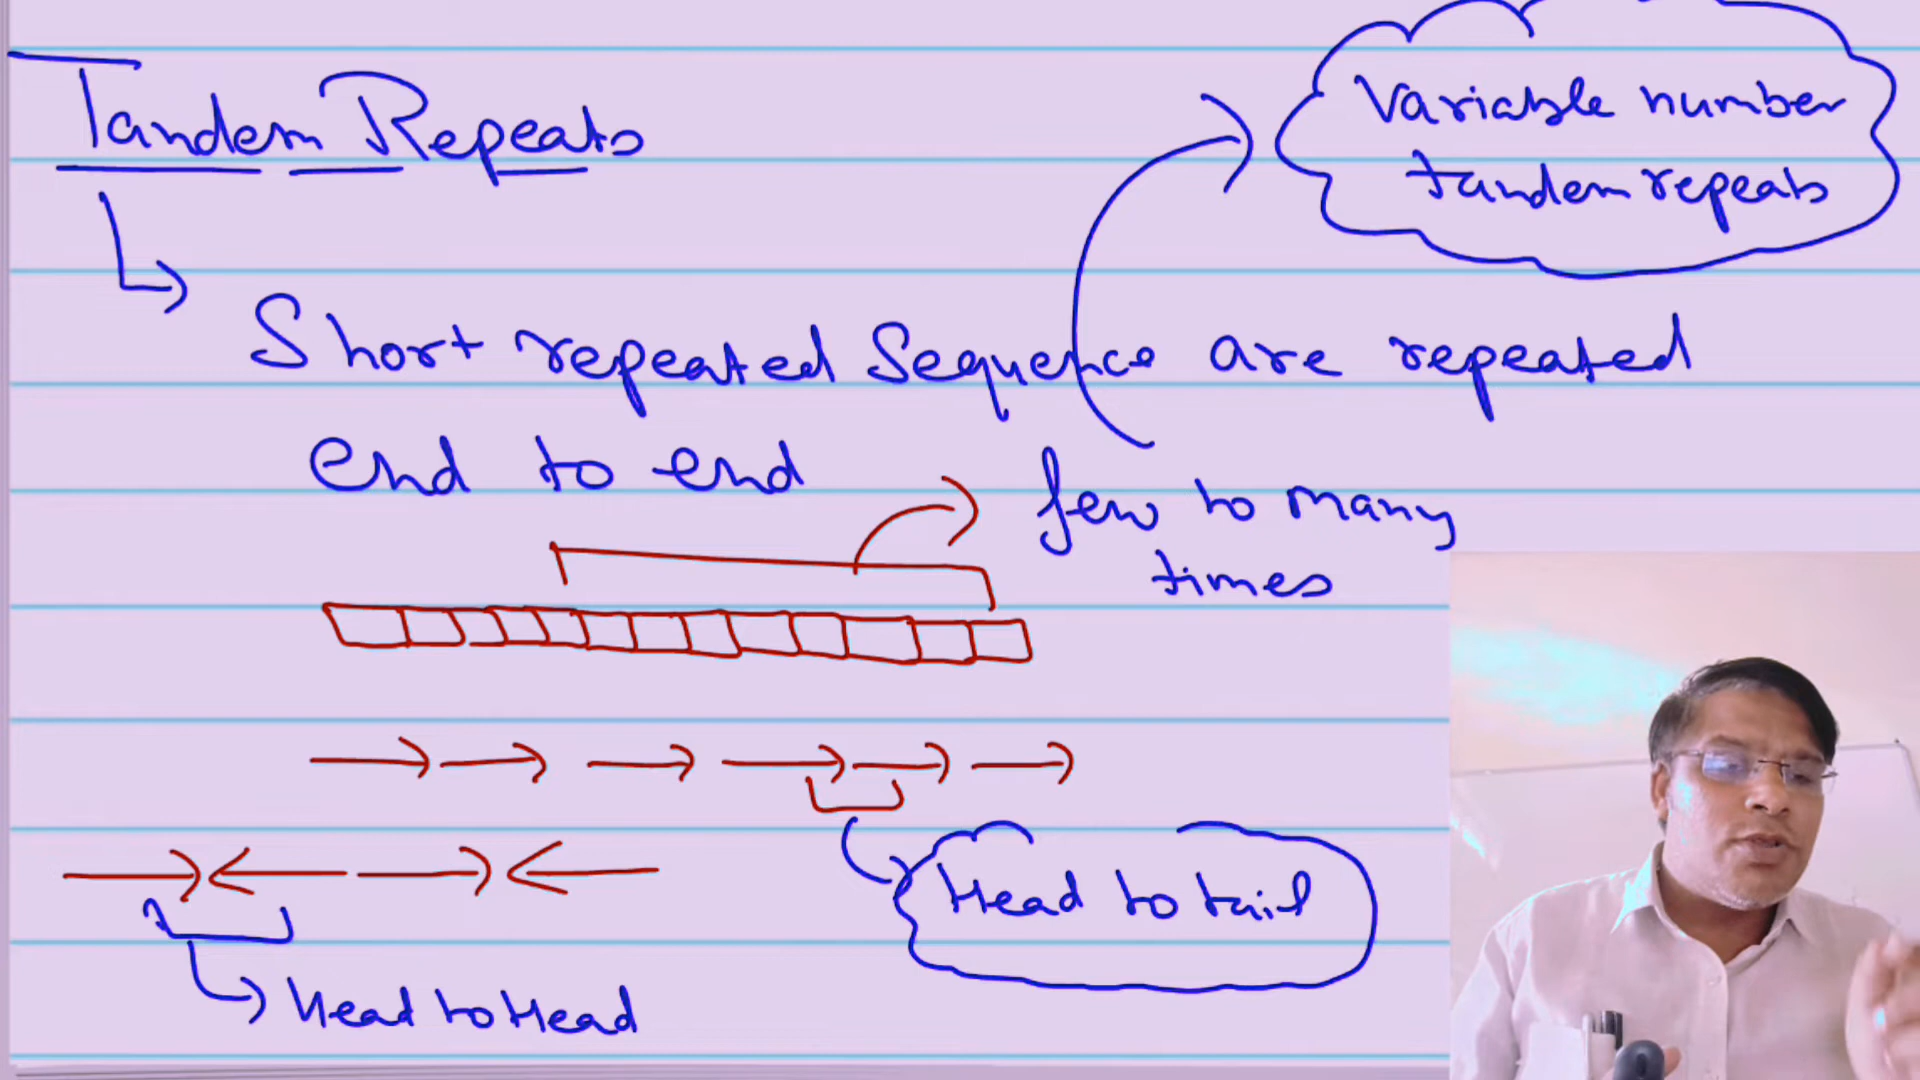 Tandem Repeats
Variable number
tandem repeats
Short repeated Sequence are repeated
end to end
few to many
times
Head to tail
Head to Head